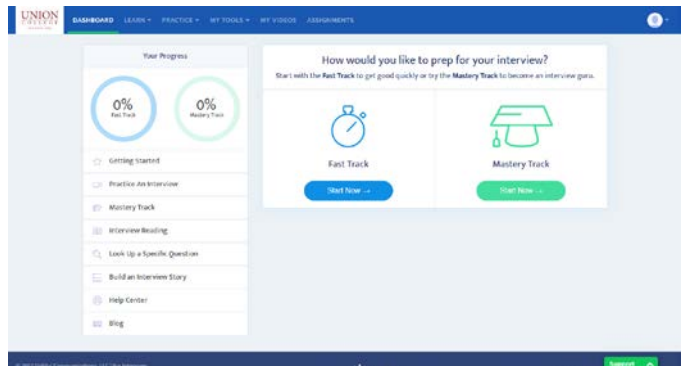 UNION
COLLEGE
DASHBOARD LEARN PRACTICE MY TOOLS MY VIDEOS ASSIGNMENTS
Your Progress
0%
Fast Track
0%
Mastery Track
Getting Started
Practice An Interview
Mastery Track
Interview Reading
Look Up a Specific Question
Build an Interview Story
Help Center
Blog
How would you like to prep for your interview?
Start with the Fast Track to get good quickly or try the Mastery Track to become an interview guru.
Fast Track
Start Now →
Mastery Track
Start Now →
Support